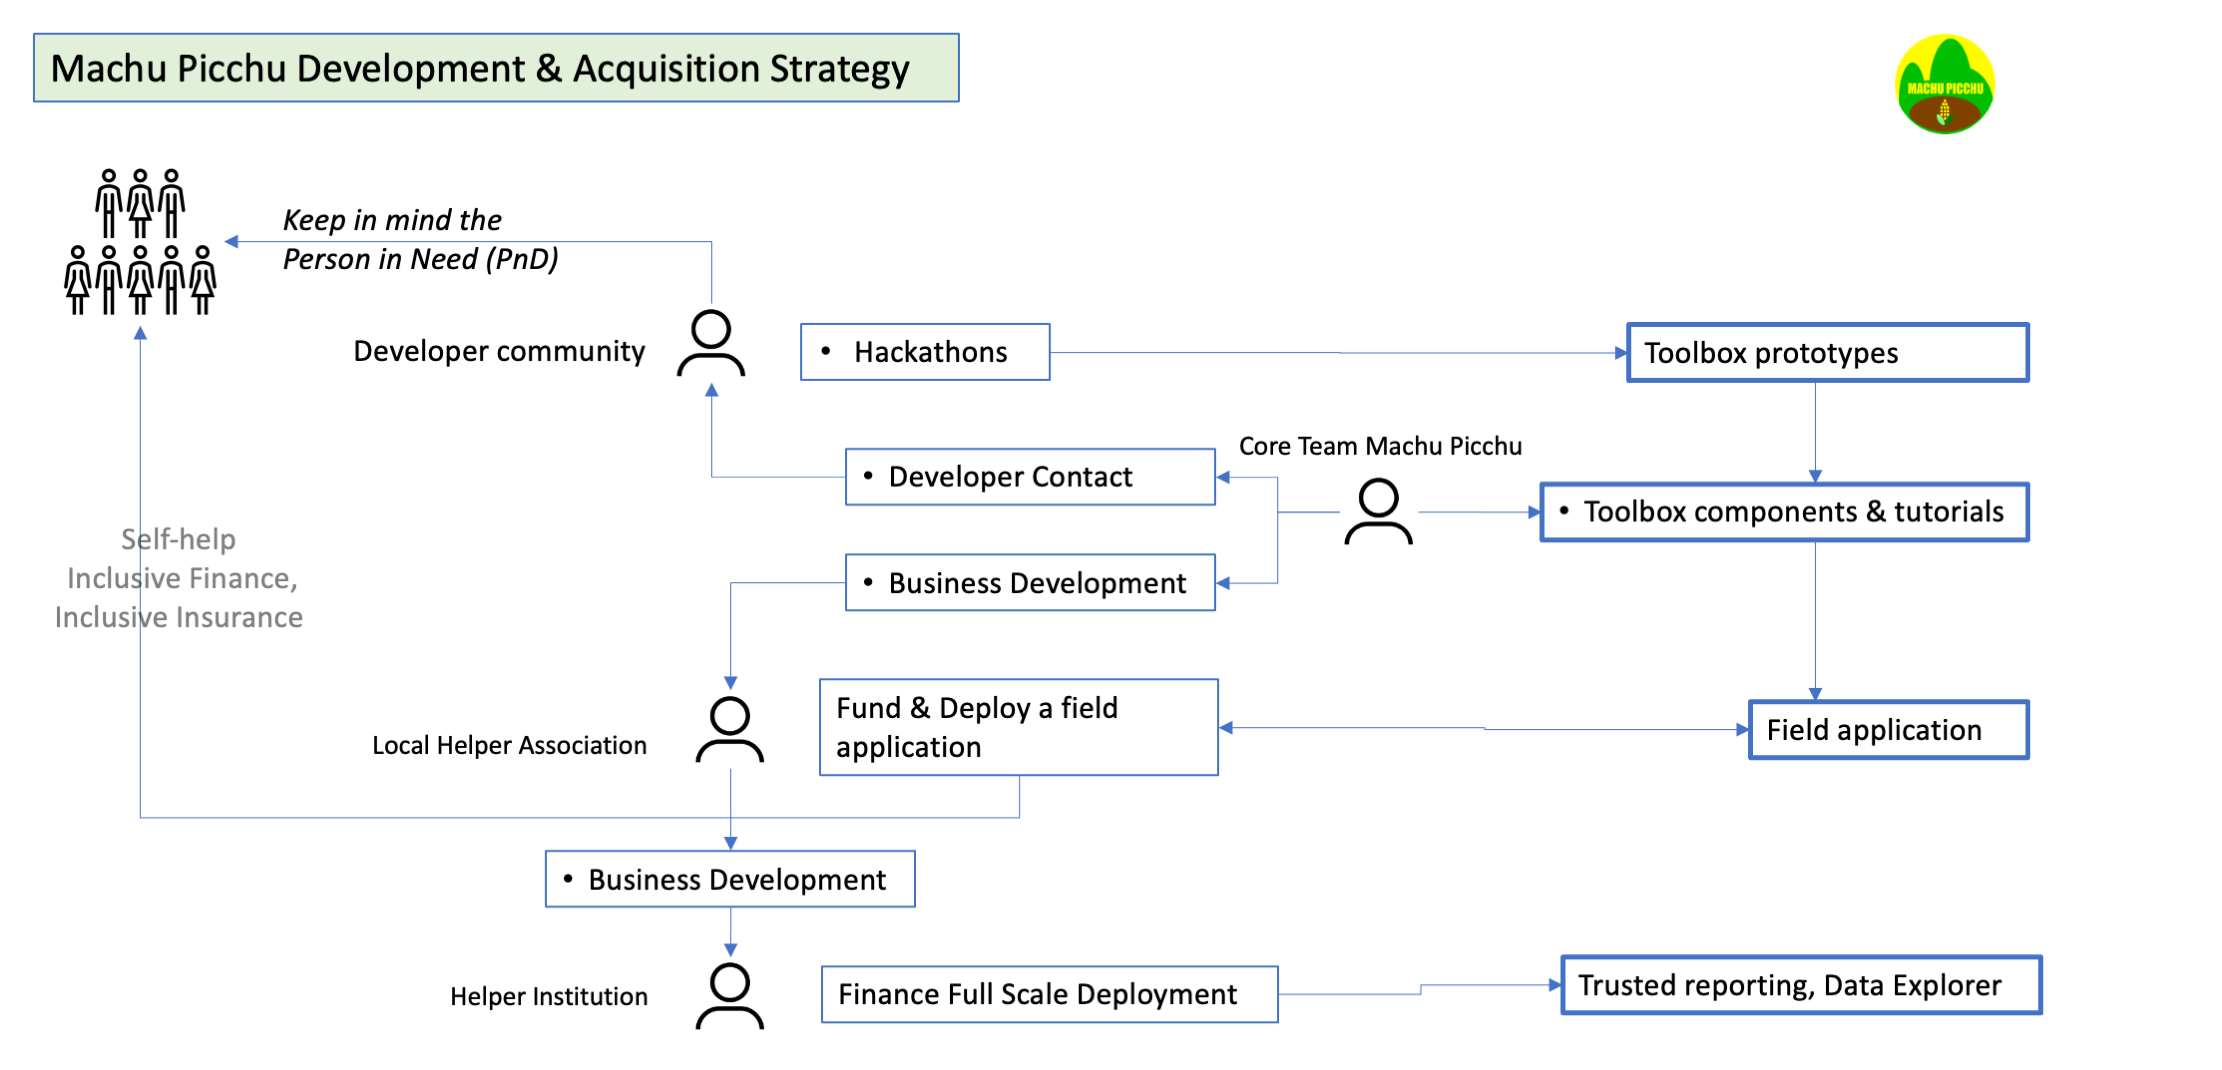 Machu Picchu Development & Acquisition Strategy
MACHU PICCHU
Keep in mind the
Person in Need (PnD)
Developer community
• Hackathons
Toolbox prototypes
Core Team Machu Picchu
• Developer Contact
• Toolbox components & tutorials
Self-help
Inclusive Finance,
Inclusive Insurance
• Business Development
Fund & Deploy a field
application
Field application
Local Helper Association
• Business Development
Helper Institution
Finance Full Scale Deployment
Trusted reporting, Data Explorer